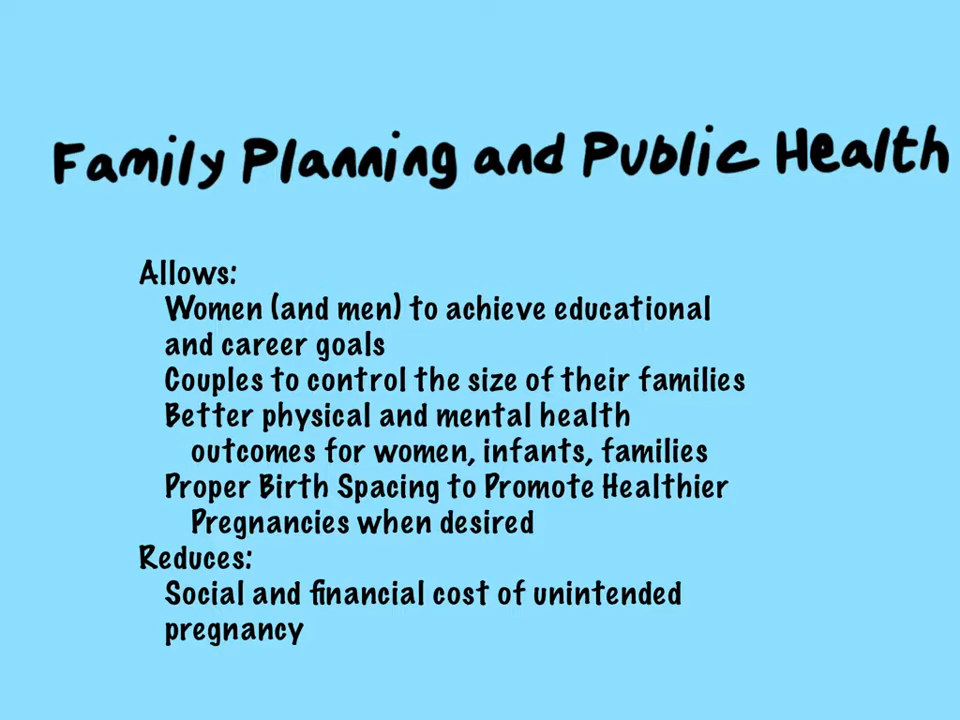 Family Planning and Public Health
Allows:
Women (and men) to achieve educational
and career goals
Couples to control the size of their families
Better physical and mental health
outcomes for women, infants, families
Proper Birth Spacing to Promote Healthier
Pregnancies when desired
Reduces:
Social and financial cost of unintended
pregnancy